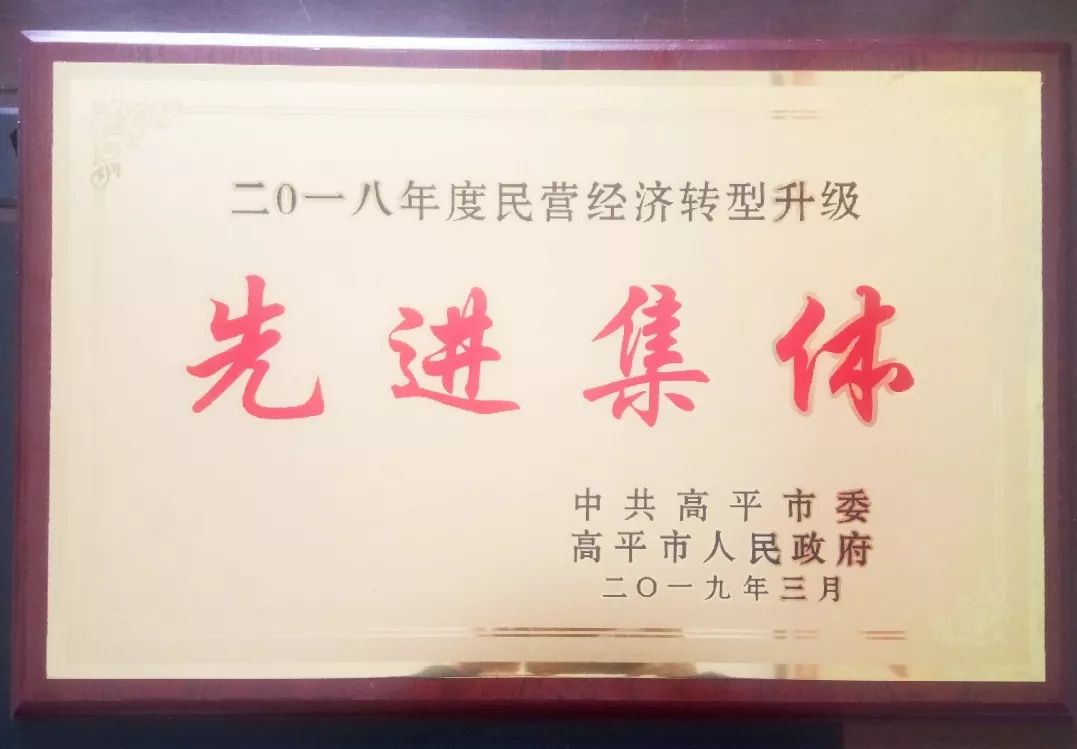 二0一八年度民营经济转型升级
先进集体
中共高平市委
高平市人民政府
二〇一九年三月